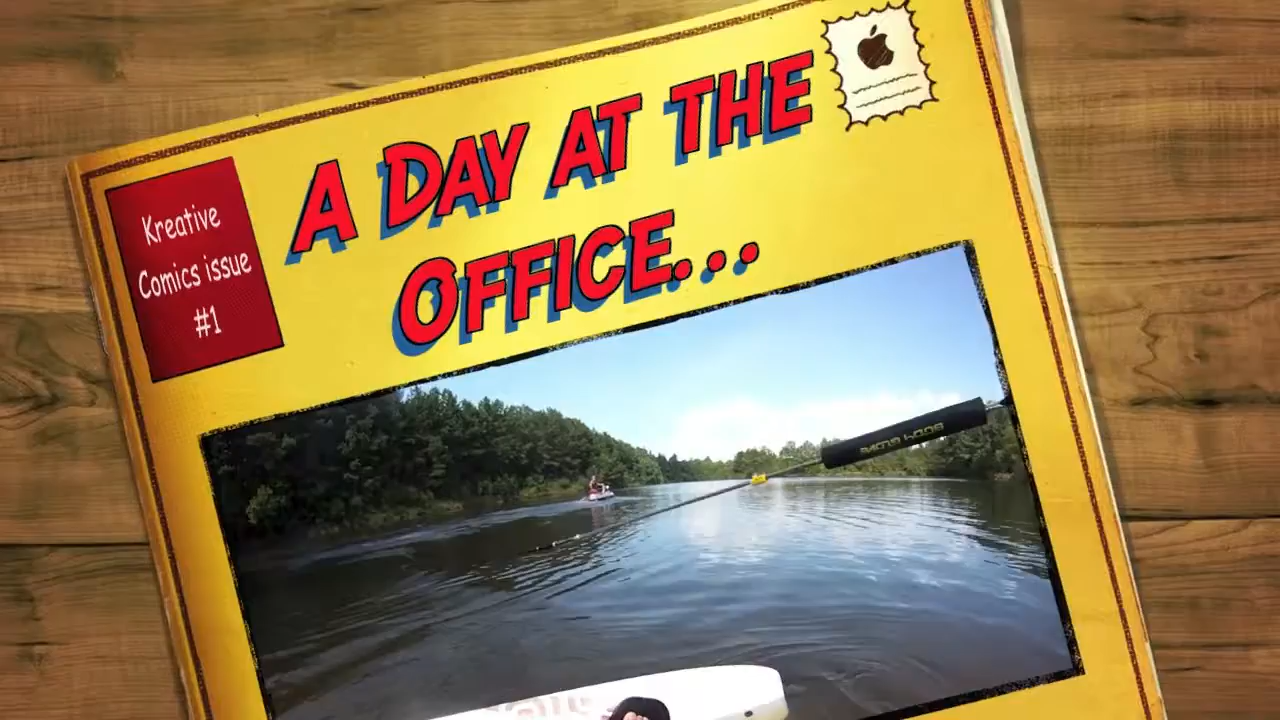 A DAY AT THE
OFFICE...
Kreative
Comics issue
#1